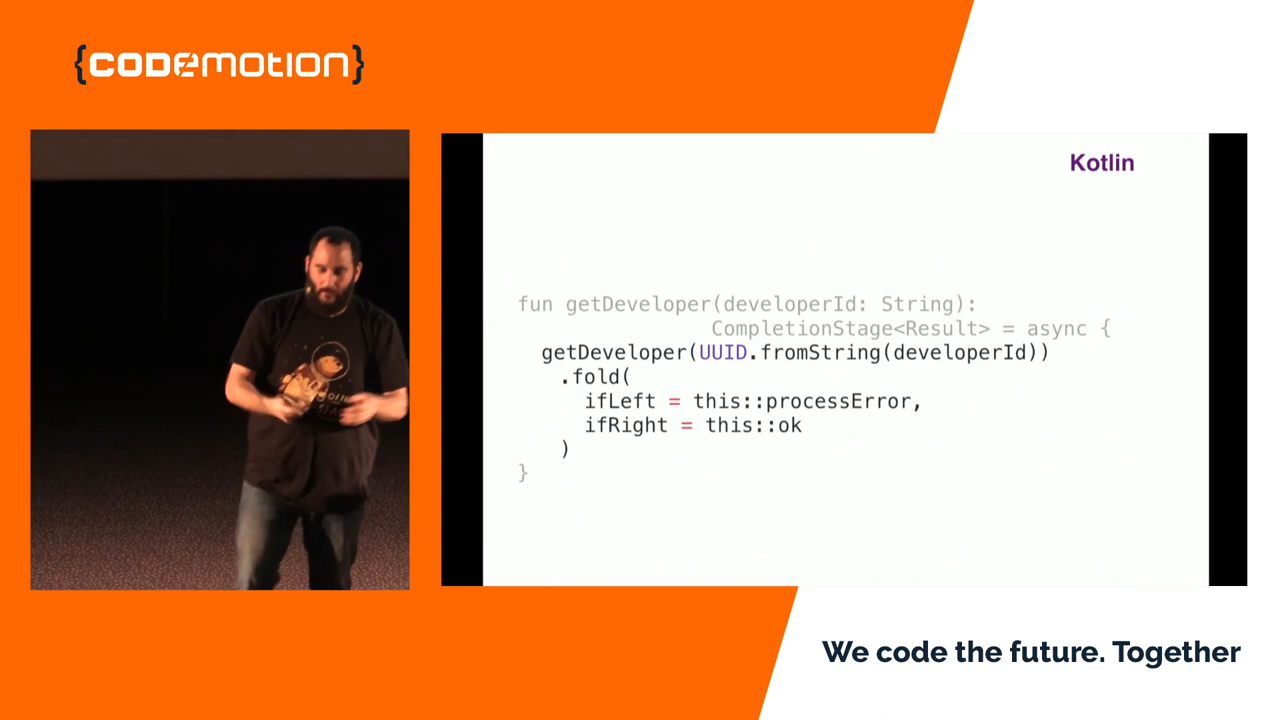 {CODEMOTION}
Kotlin
fun getDeveloper(developerId: String):
CompletionStage<Result> = async {
getDeveloper(UUID.fromString(developerId))
.fold(
ifLeft = this::processError,
ifRight = this::ok
)
}
We code the future. Together